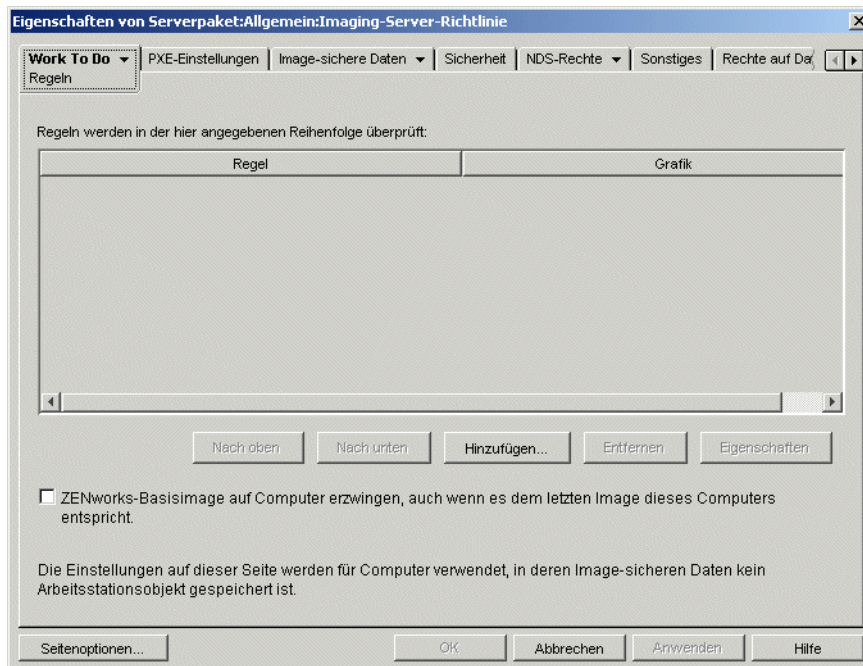 Eigenschaften von Serverpaket:Allgemein:Imaging-Server-Richtlinie
Work To Do
PXE-Einstellungen
Image-sichere Daten
Sicherheit
NDS-Rechte
Sonstiges
Rechte auf Da
Regeln
Regeln werden in der hier angegebenen Reihenfolge überprüft:
Regel
Grafik
Nach oben
Nach unten
Hinzufügen...
Entfernen
Eigenschaften
ZENworks-Basisimage auf Computer erzwingen, auch wenn es dem letzten Image dieses Computers
entspricht.
Die Einstellungen auf dieser Seite werden für Computer verwendet, in deren Image-sicheren Daten kein
Arbeitsstationsobjekt gespeichert ist.
Seitenoptionen...
OK
Abbrechen
Anwenden
Hilfe